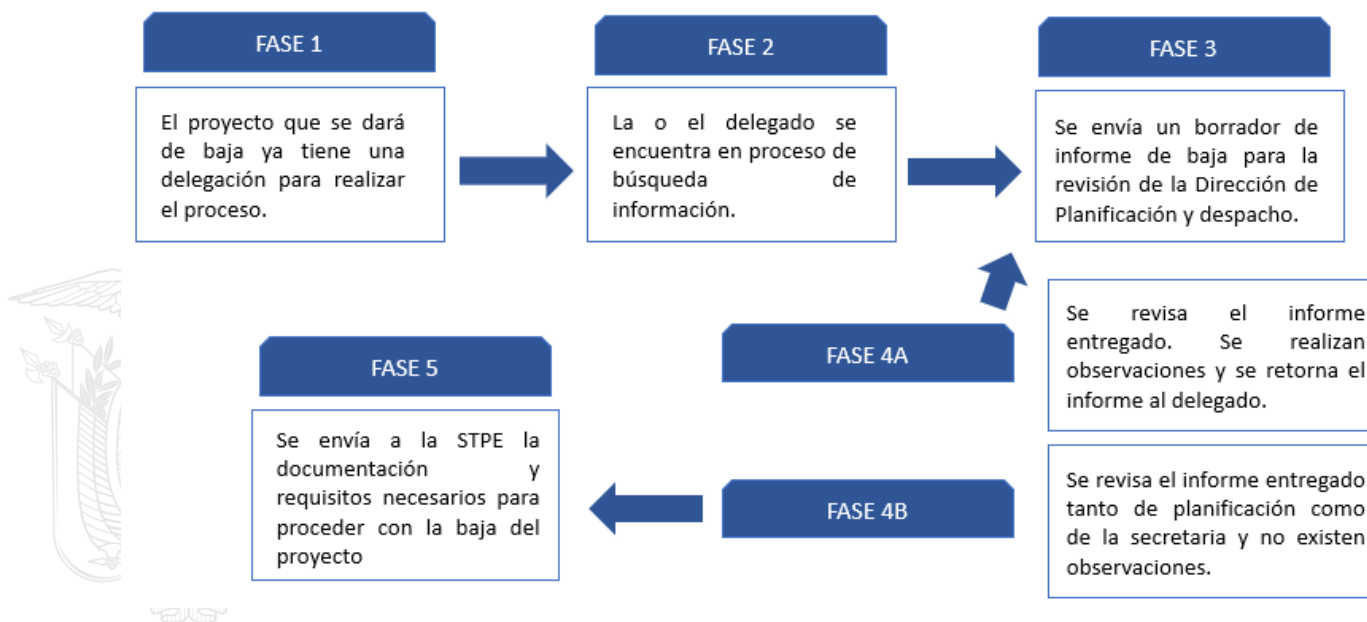 FASE 1
El proyecto que se dará
de baja ya tiene una
delegación para realizar
el proceso.
FASE 2
La o el delegado se
encuentra en proceso de
búsqueda de
información.
FASE 3
Se envía un borrador de
informe de baja para la
revisión de la Dirección de
Planificación y despacho.
FASE 4A
Se revisa el informe
entregado. Se realizan
observaciones y se retorna el
informe al delegado.
FASE 4B
Se revisa el informe entregado
tanto de planificación como
de la secretaria y no existen
observaciones.
FASE 5
Se envía a la STPE la
documentación y
requisitos necesarios para
proceder con la baja del
proyecto